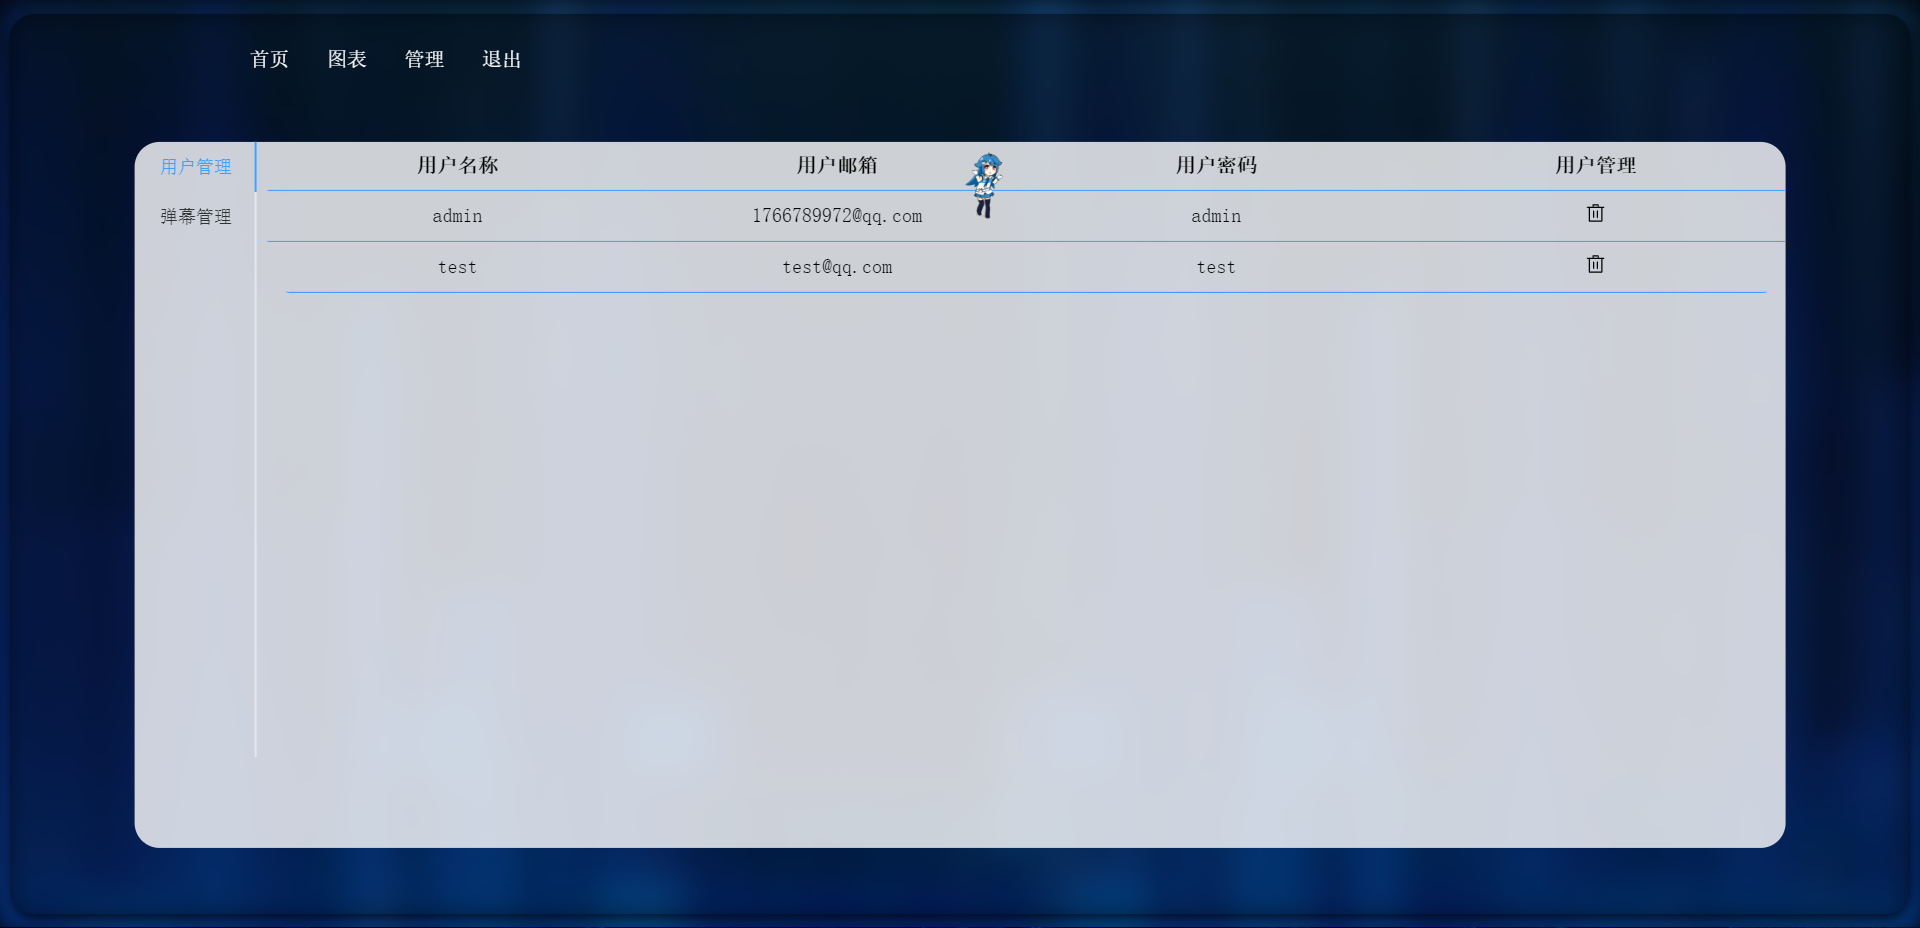 首页 图表 管理 退出
用户管理 用户名称 用户邮箱 用户密码 用户管理
弹幕管理 admin 1766789972@qq.com admin
test test@qq.com test